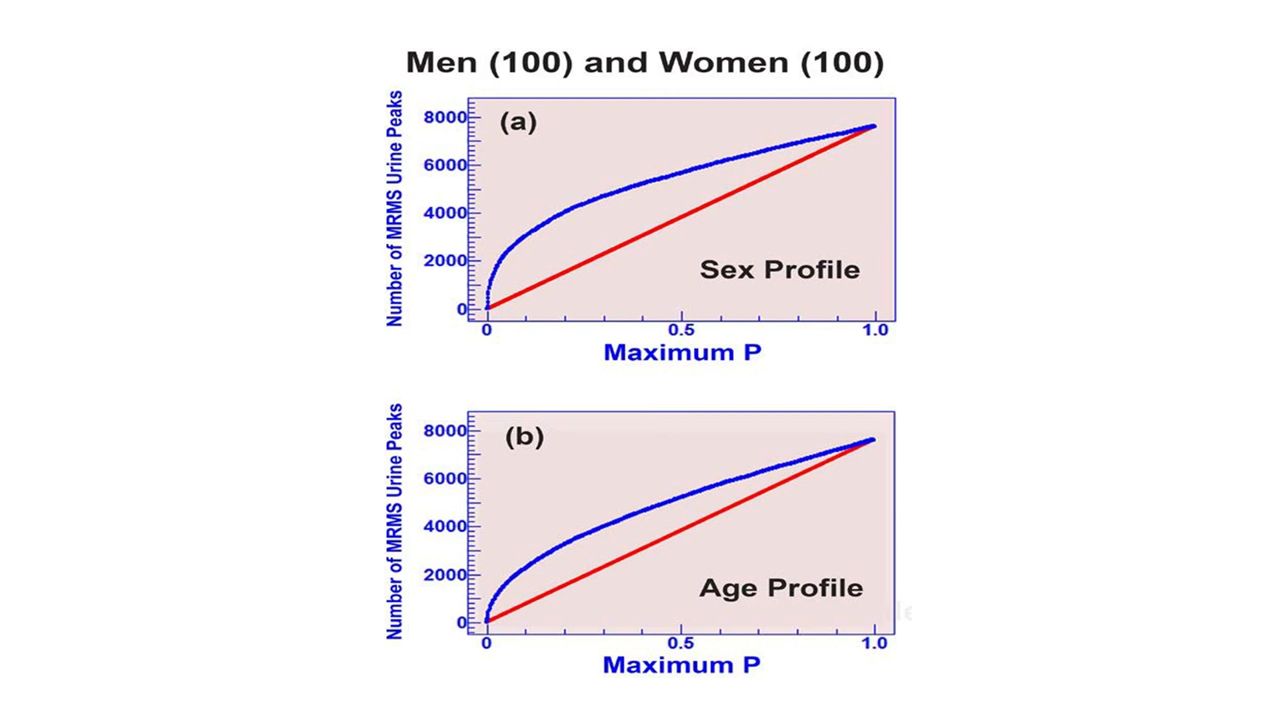 Men (100) and Women (100)
Number of MRMS Urine Peaks
(a)
8000
6000
4000
2000
0
Sex Profile
0 0.5 1.0
Maximum P
Number of MRMS Urine Peaks
(b)
8000
6000
4000
2000
0
Age Profile
0 0.5 1.0
Maximum P